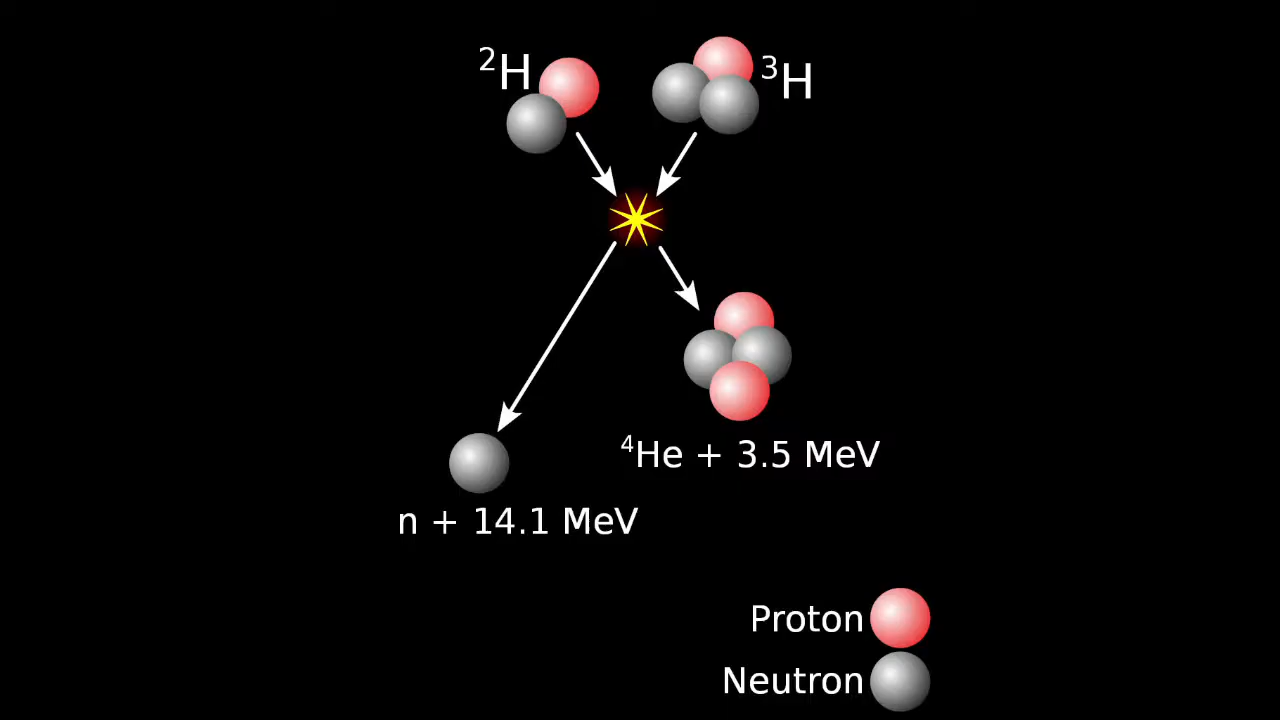 ²H
³H
⁴He + 3.5 MeV
n + 14.1 MeV
Proton
Neutron